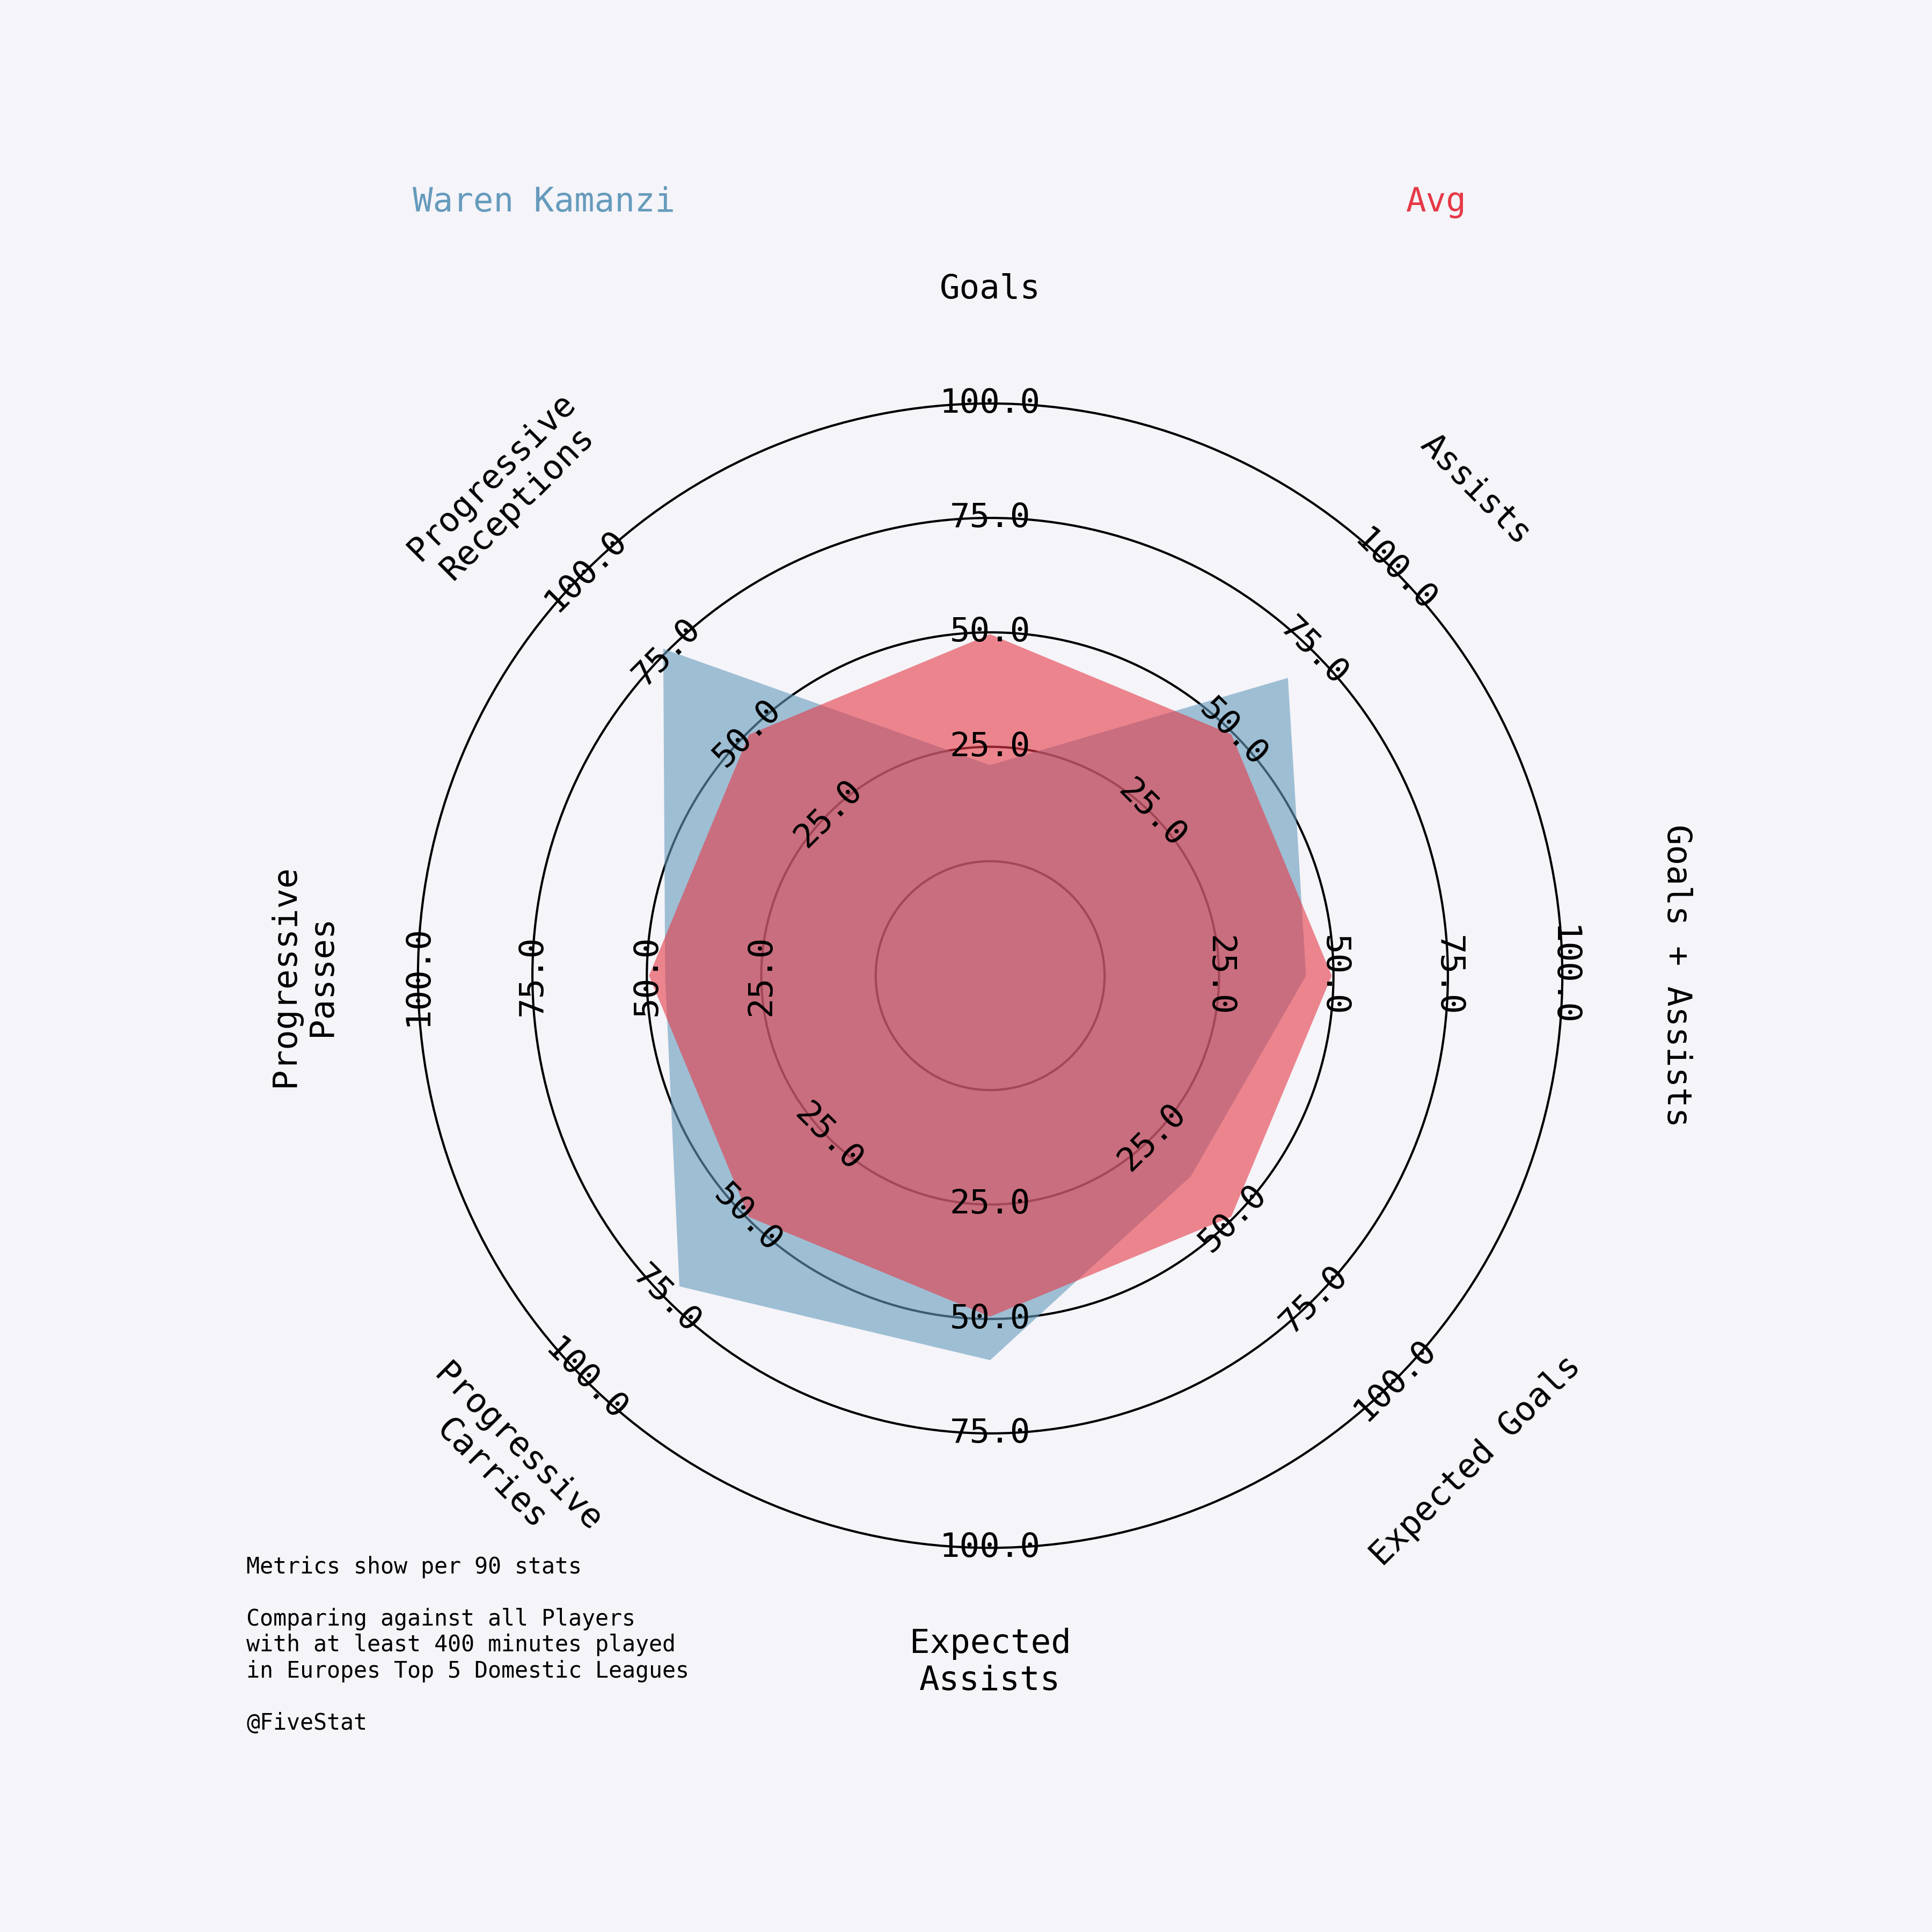 Waren Kamanzi
Avg
Goals
100.0
75.0
50.0
25.0
Assists
100.0
75.0
50.0
25.0
Goals + Assists
100.0
75.0
50.0
25.0
Expected Goals
100.0
75.0
50.0
25.0
Expected
Assists
100.0
75.0
50.0
25.0
Progressive
Carries
100.0
75.0
50.0
25.0
Progressive
Passes
100.0
75.0
50.0
25.0
Progressive
Receptions
100.0
75.0
50.0
25.0
Metrics show per 90 stats
Comparing against all Players
with at least 400 minutes played
in Europes Top 5 Domestic Leagues
@FiveStat